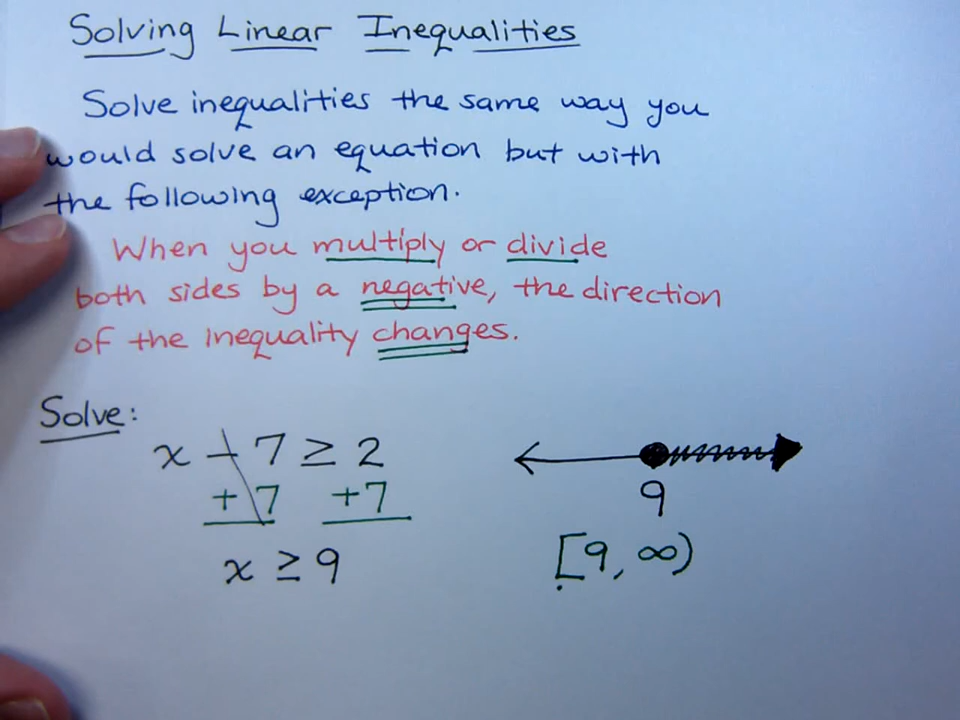 Solving Linear Inequalities
Solve inequalities the same way you
would solve an equation but with
the following exception.
When you multiply or divide
both sides by a negative, the direction
of the inequality changes.
Solve:
x - 7 ≥ 2
+ 7 +7
x ≥ 9
9
[9, ∞)